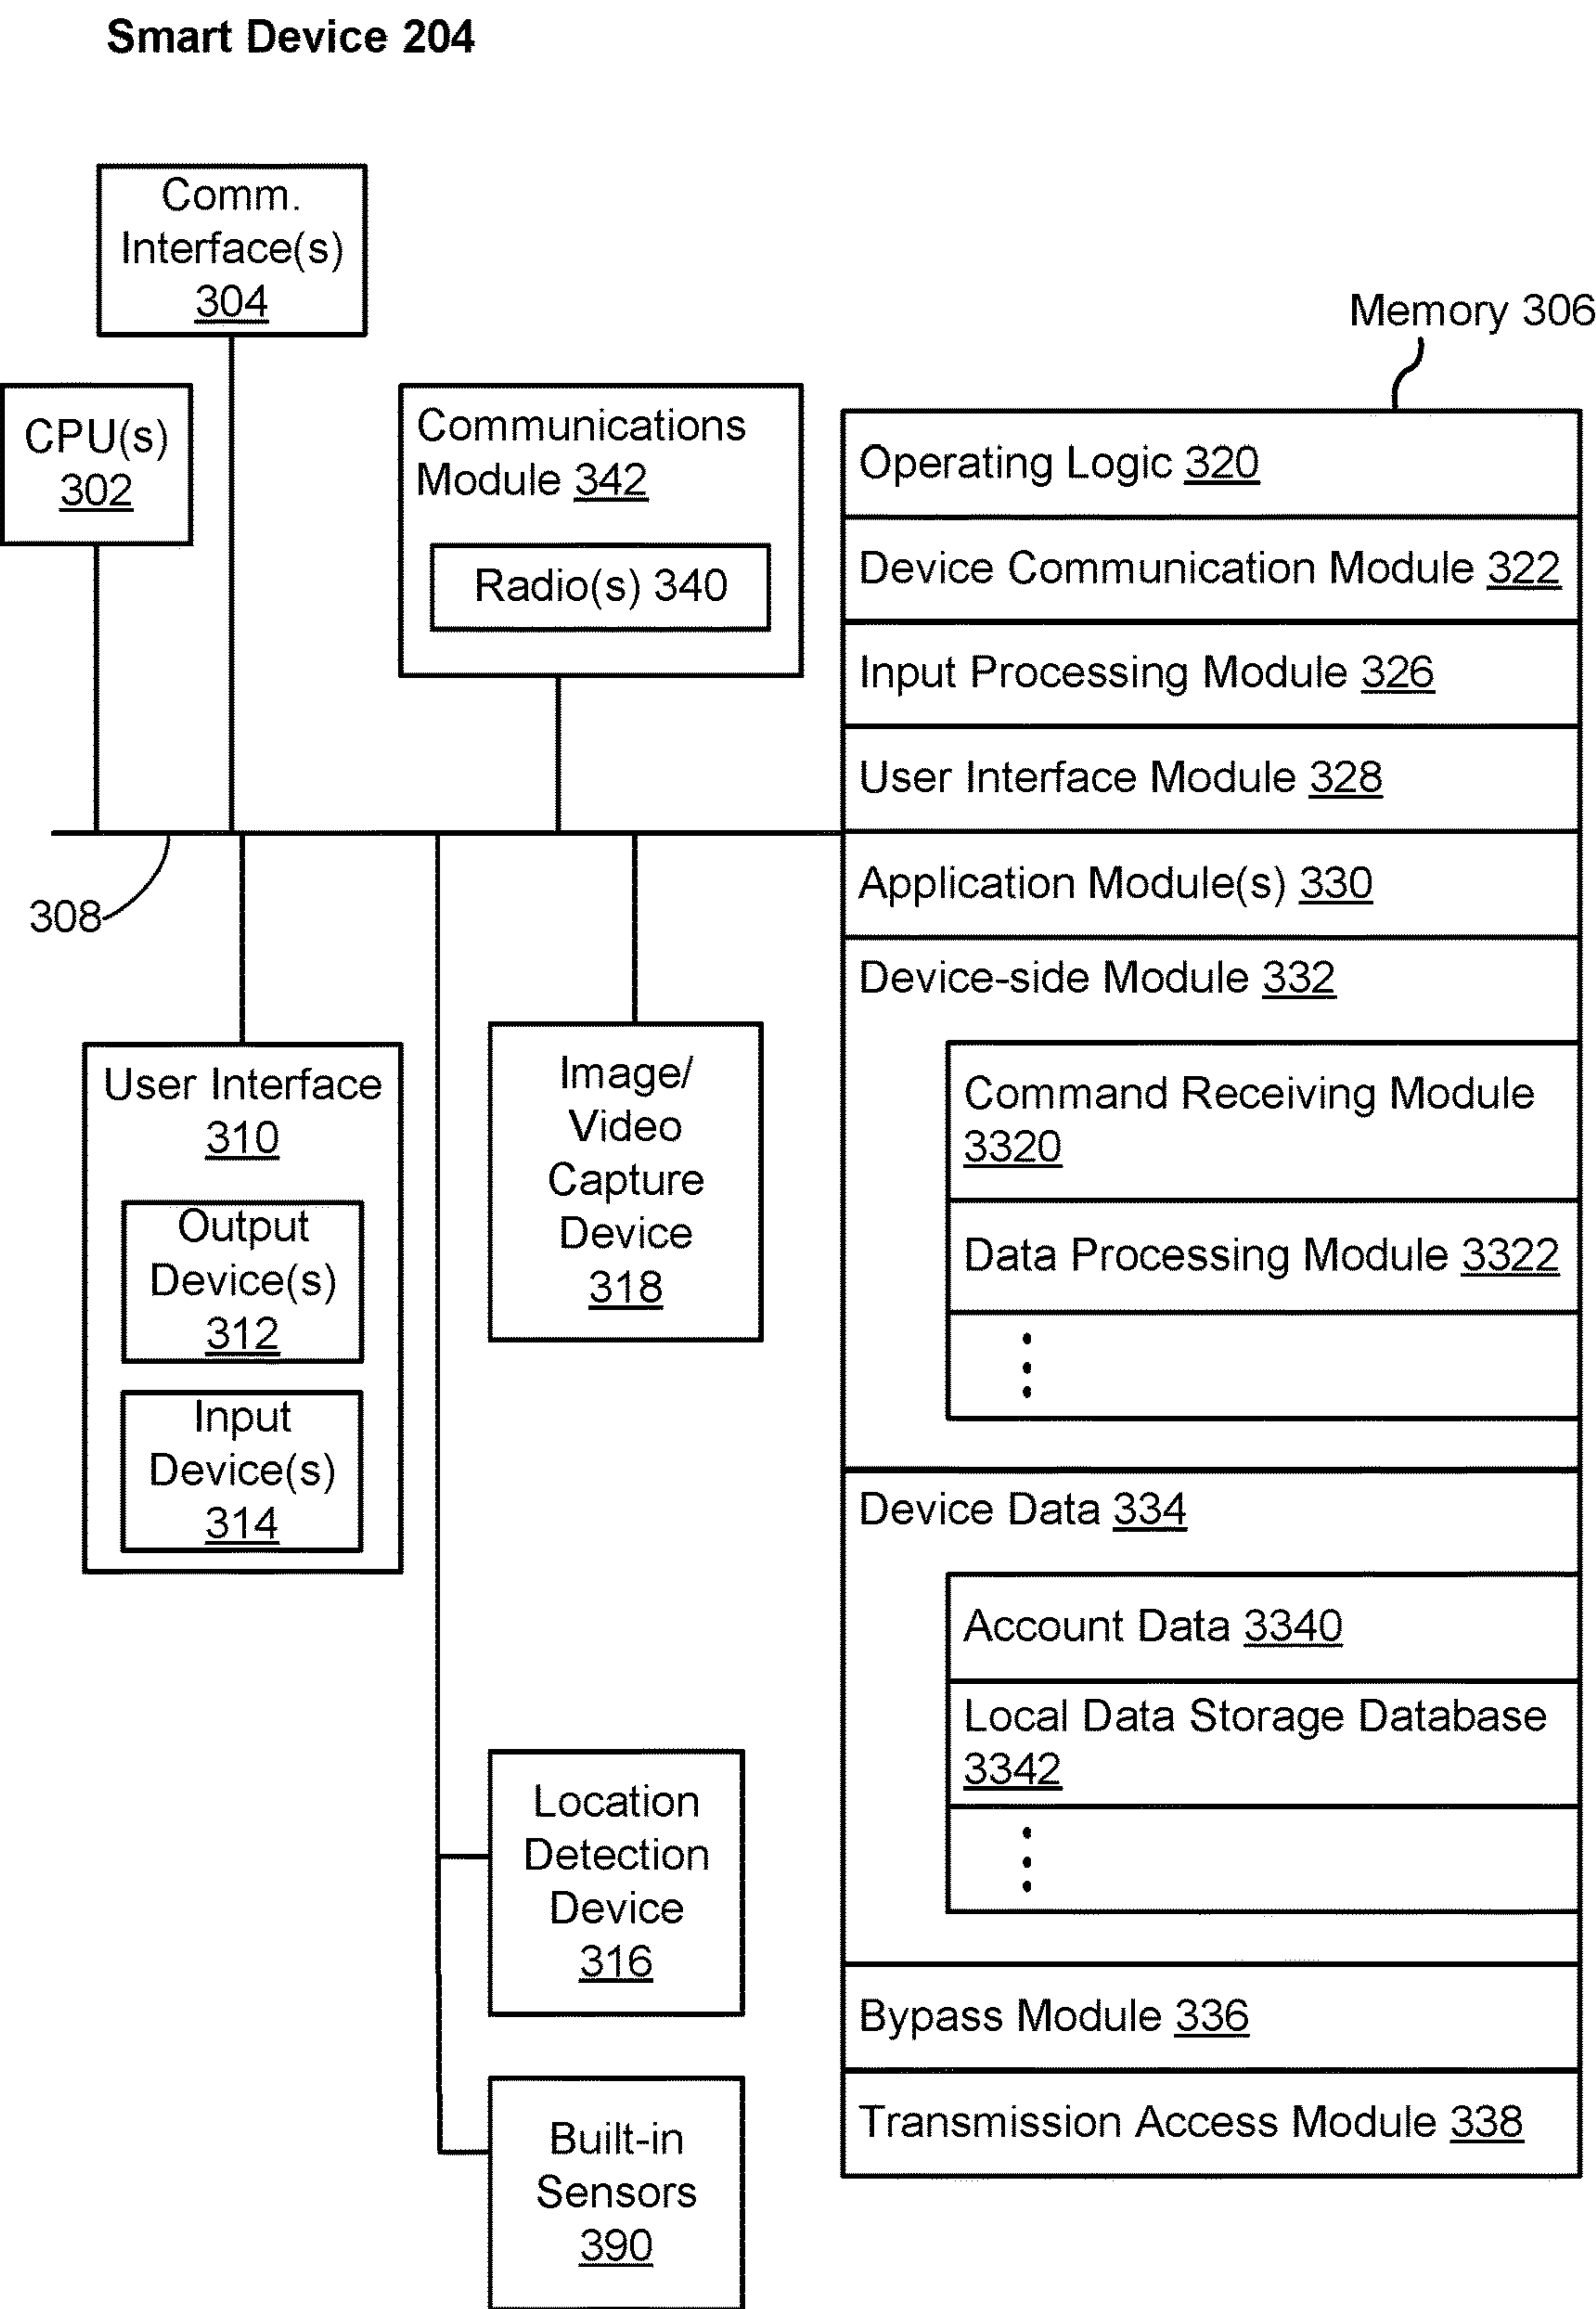 Smart Device 204
Comm.
Interface(s)
304
Memory 306
CPU(s)
302
Communications
Module 342
Radio(s) 340
308
User Interface
310
Output
Device(s)
312
Input
Device(s)
314
Image/
Video
Capture
Device
318
Location
Detection
Device
316
Built-in
Sensors
390
Operating Logic 320
Device Communication Module 322
Input Processing Module 326
User Interface Module 328
Application Module(s) 330
Device-side Module 332
Command Receiving Module
3320
Data Processing Module 3322
Device Data 334
Account Data 3340
Local Data Storage Database
3342
Bypass Module 336
Transmission Access Module 338